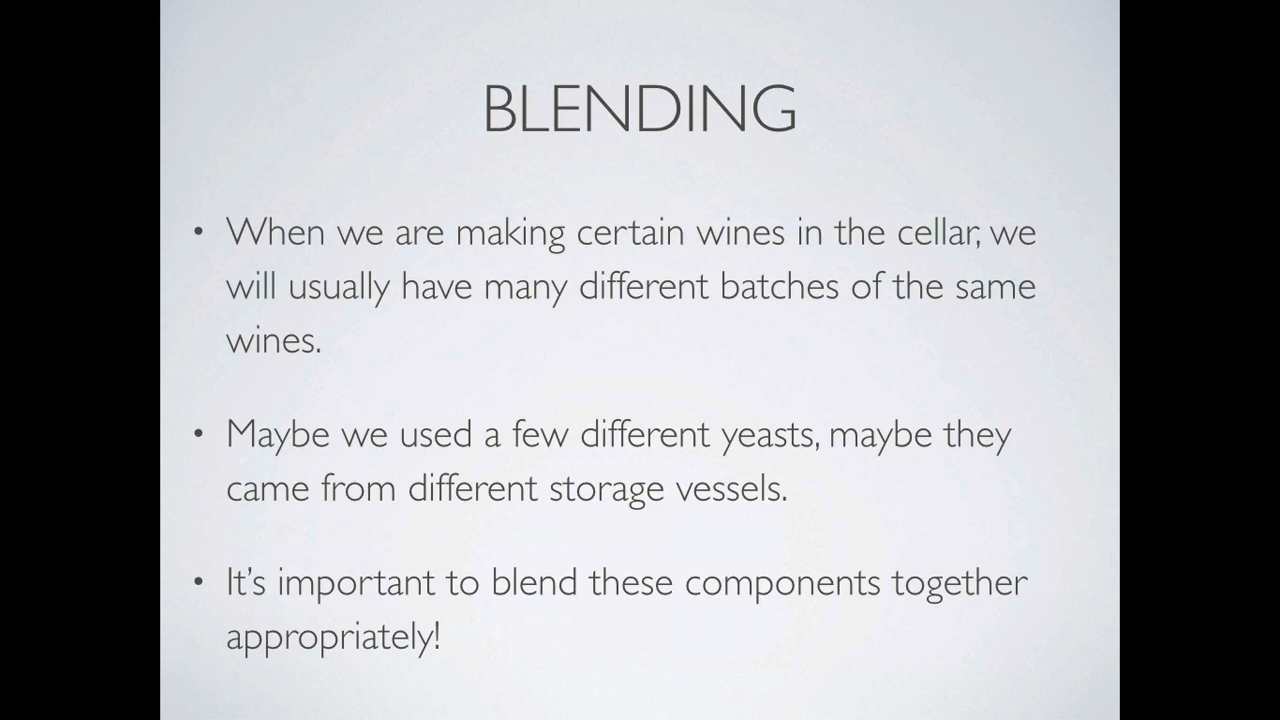 BLENDING
• When we are making certain wines in the cellar, we
will usually have many different batches of the same
wines.
• Maybe we used a few different yeasts, maybe they
came from different storage vessels.
• It’s important to blend these components together
appropriately!